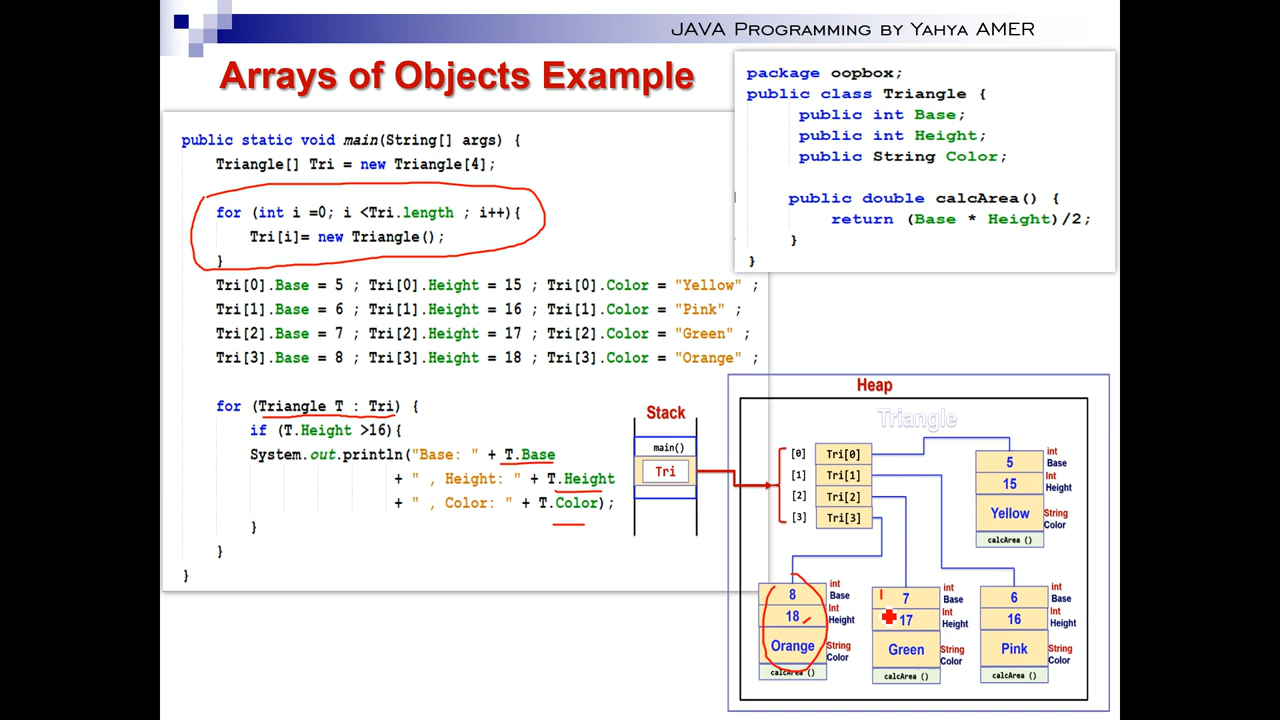 JAVA Programming by Yahya AMER
Arrays of Objects Example
public static void main(String[] args) {
Triangle[] Tri = new Triangle[4];
for (int i =0; i <Tri.length ; i++){
Tri[i]= new Triangle();
}
Tri[0].Base = 5 ; Tri[0].Height = 15 ; Tri[0].Color = "Yellow" ;
Tri[1].Base = 6 ; Tri[1].Height = 16 ; Tri[1].Color = "Pink" ;
Tri[2].Base = 7 ; Tri[2].Height = 17 ; Tri[2].Color = "Green" ;
Tri[3].Base = 8 ; Tri[3].Height = 18 ; Tri[3].Color = "Orange" ;
for (Triangle T : Tri) {
if (T.Height >16){
System.out.println("Base: " + T.Base
+ " , Height: " + T.Height
+ " , Color: " + T.Color);
}
}
}
package oopbox;
public class Triangle {
public int Base;
public int Height;
public String Color;
public double calcArea() {
return (Base * Height)/2;
}
}
Stack
main()
Tri
Heap
Triangle
[0] Tri[0]
[1] Tri[1]
[2] Tri[2]
[3] Tri[3]
5 int Base
15 Int Height
Yellow String Color
calcArea ()
8 int Base
18 Int Height
Orange String Color
calcArea ()
7 int Base
17 Int Height
Green String Color
calcArea ()
6 int Base
16 Int Height
Pink String Color
calcArea ()